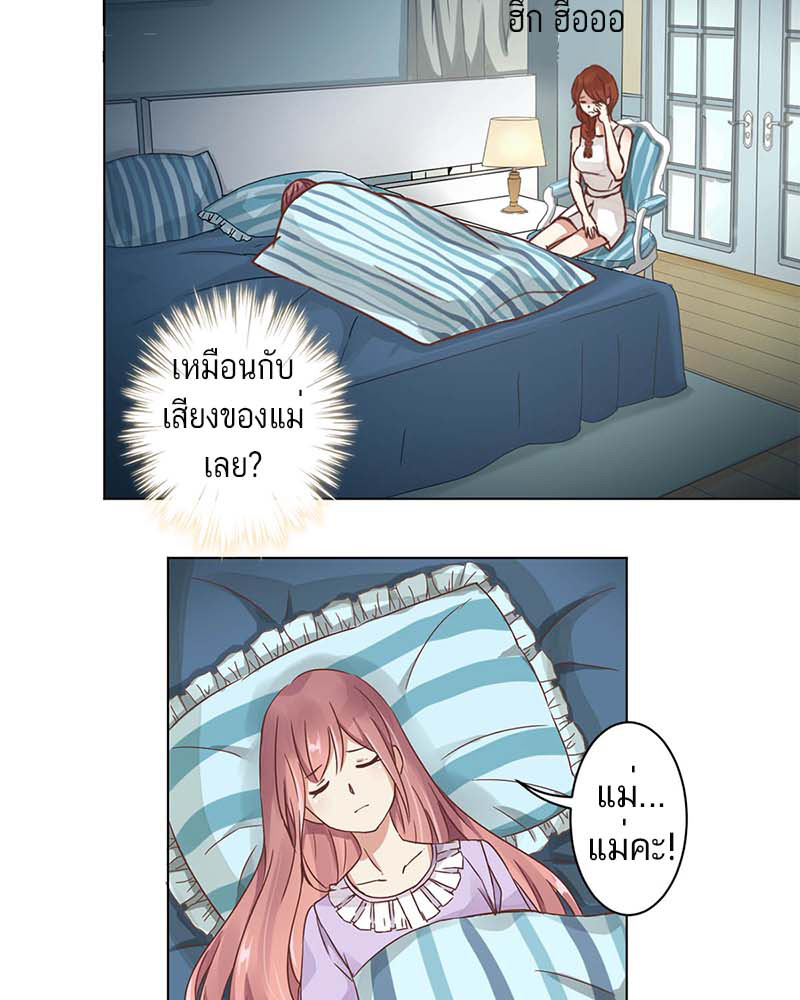 ฮึก ฮือออ
เหมือนกับ
เสียงของแม่
เลย?
แม่...
แม่คะ!